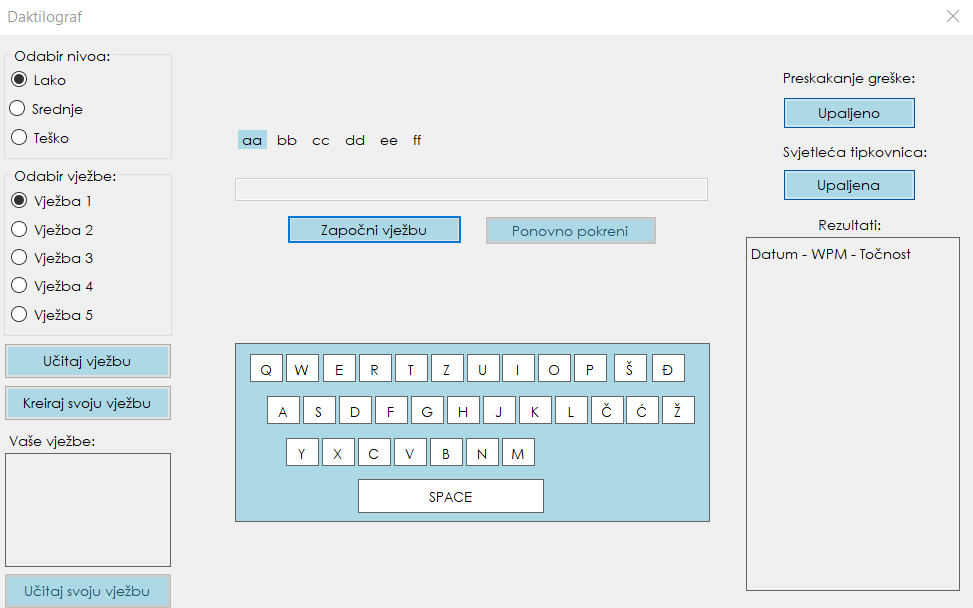 Daktilograf
Odabir nivoa:
Lako
Srednje
Teško
Odabir vježbe:
Vježba 1
Vježba 2
Vježba 3
Vježba 4
Vježba 5
Učitaj vježbu
Kreiraj svoju vježbu
Vaše vježbe:
Učitaj svoju vježbu
aa bb cc dd ee ff
Započni vježbu
Ponovno pokreni
Q W E R T Z U I O P Š Đ
A S D F G H J K L Č Ć Ž
Y X C V B N M
SPACE
Preskakanje greške:
Upaljeno
Svjetleća tipkovnica:
Upaljena
Rezultati:
Datum - WPM - Točnost